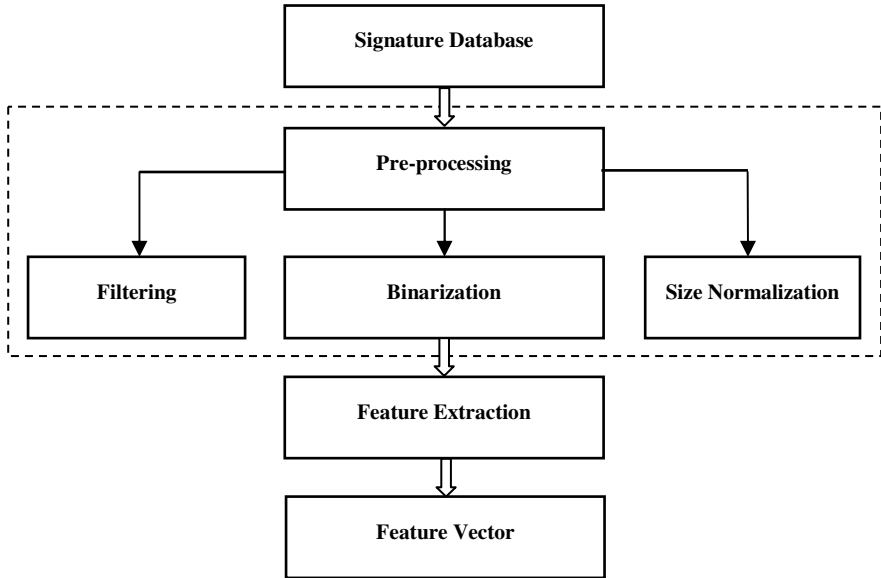 Signature Database
Pre-processing
Filtering
Binarization
Size Normalization
Feature Extraction
Feature Vector